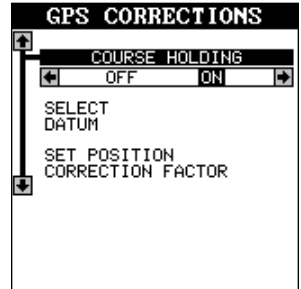 GPS CORRECTIONS
COURSE HOLDING
OFF ON
SELECT
DATUM
SET POSITION
CORRECTION FACTOR